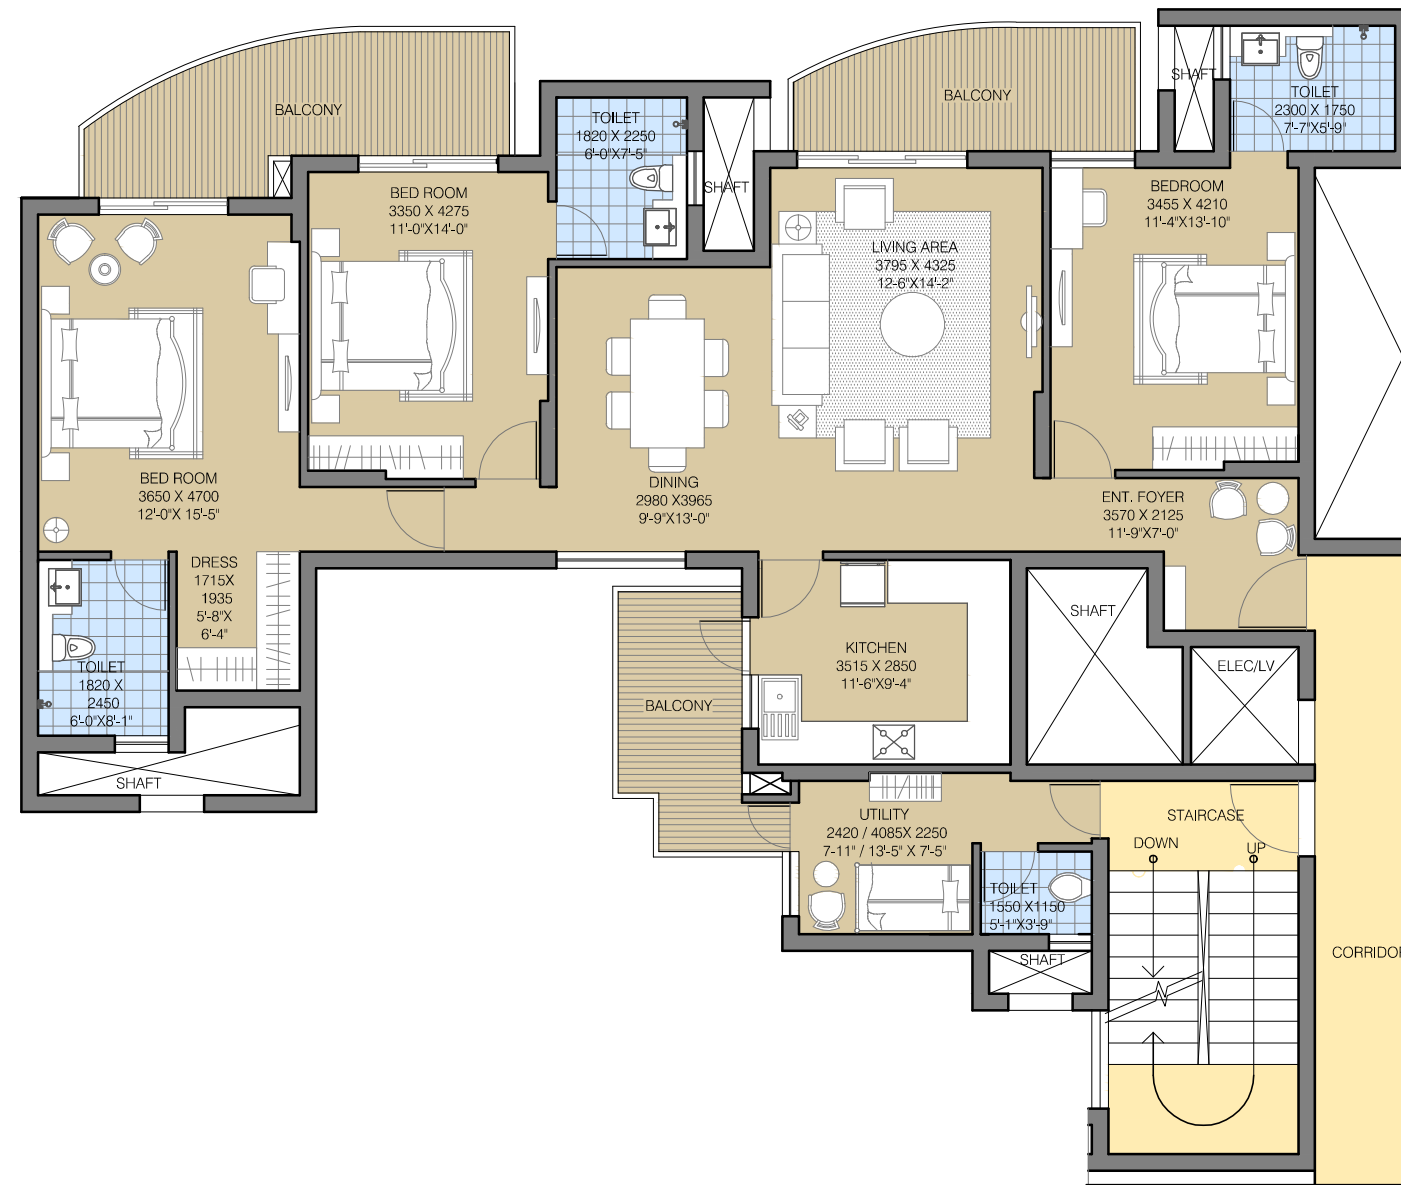 BALCONY
TOILET
1820 X 2250
6'-0"X7'-5"
SHAFT
BALCONY
SHAFT
TOILET
2300 X 1750
7'-7"X5'-9"
BED ROOM
3350 X 4275
11'-0"X14'-0"
LIVING AREA
3795 X 4325
12'-6"X14'-2"
BEDROOM
3455 X 4210
11'-4"X13'-10"
BED ROOM
3650 X 4700
12'-0"X 15'-5"
DINING
2980 X3965
9'-9"X13'-0"
ENT. FOYER
3570 X 2125
11'-9"X7'-0"
DRESS
1715X
1935
5'-8"X
6'-4"
TOILET
1820 X
2450
6'-0"X8'-1"
SHAFT
BALCONY
KITCHEN
3515 X 2850
11'-6"X9'-4"
SHAFT
ELEC/LV
UTILITY
2420 / 4085X 2250
7-11" / 13'-5" X 7'-5"
STAIRCASE
DOWN
UP
TOILET
1550 X1150
5'-1"X3'-9"
SHAFT
CORRIDOR